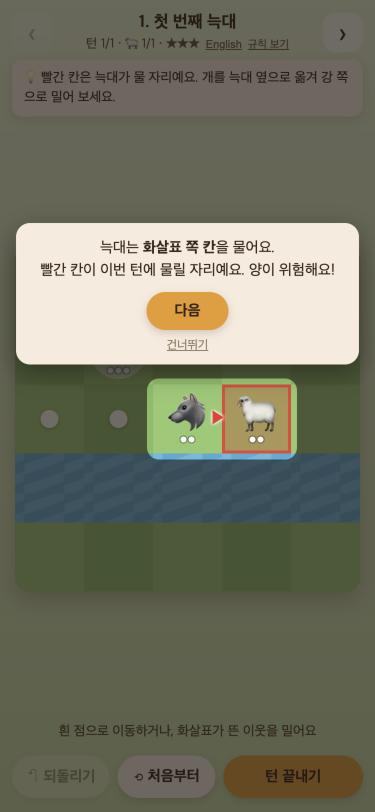 1. 첫 번째 늑대
턴 1/1 · 🐑 1/1 · ★★★ English 규칙 보기
💡 빨간 칸은 늑대가 물 자리예요. 개를 늑대 옆으로 옮겨 강 쪽
으로 밀어 보세요.
늑대는 화살표 쪽 칸을 물어요.
빨간 칸이 이번 턴에 물릴 자리예요. 양이 위험해요!
다음
건너뛰기
흰 점으로 이동하거나, 화살표가 뜬 이웃을 밀어요
되돌리기
처음부터
턴 끝내기